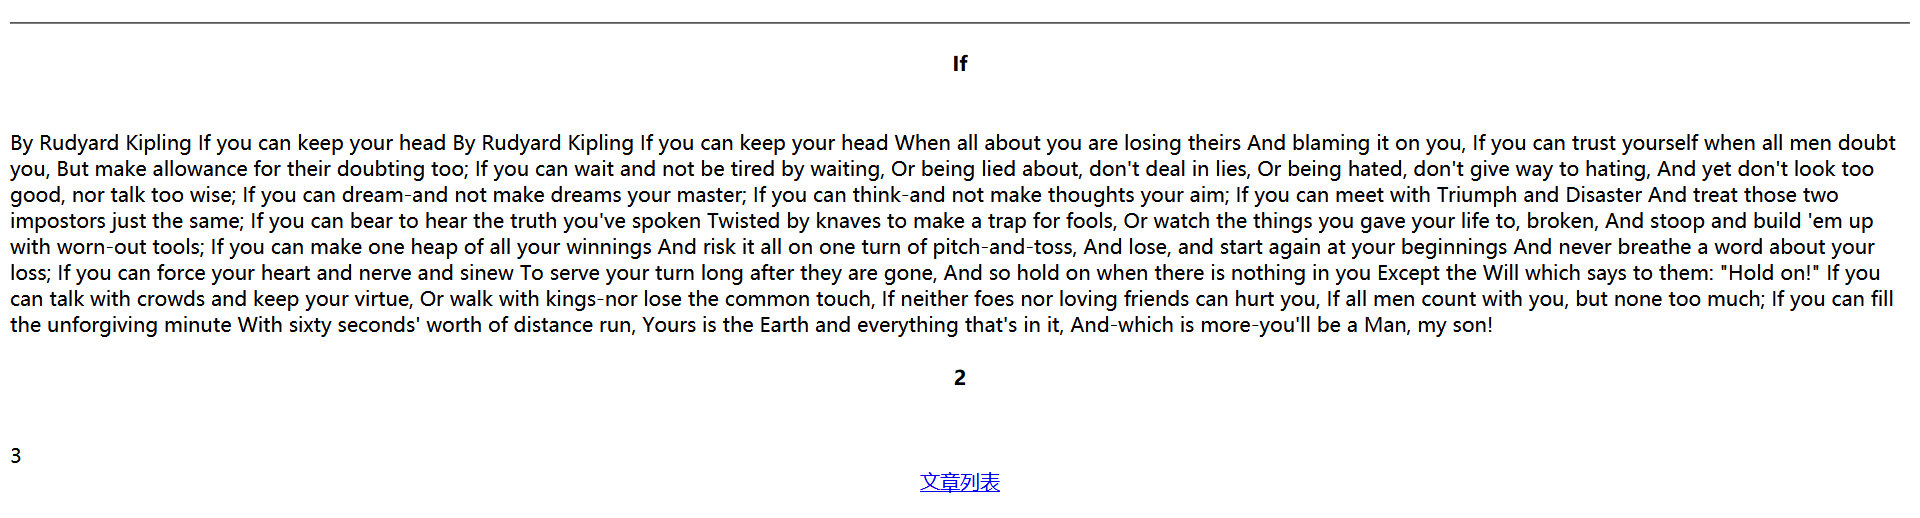 If
By Rudyard Kipling If you can keep your head By Rudyard Kipling If you can keep your head When all about you are losing theirs And blaming it on you, If you can trust yourself when all men doubt
you, But make allowance for their doubting too; If you can wait and not be tired by waiting, Or being lied about, don't deal in lies, Or being hated, don't give way to hating, And yet don't look too
good, nor talk too wise; If you can dream-and not make dreams your master; If you can think-and not make thoughts your aim; If you can meet with Triumph and Disaster And treat those two
impostors just the same; If you can bear to hear the truth you've spoken Twisted by knaves to make a trap for fools, Or watch the things you gave your life to, broken, And stoop and build 'em up
with worn-out tools; If you can make one heap of all your winnings And risk it all on one turn of pitch-and-toss, And lose, and start again at your beginnings And never breathe a word about your
loss; If you can force your heart and nerve and sinew To serve your turn long after they are gone, And so hold on when there is nothing in you Except the Will which says to them: "Hold on!" If you
can talk with crowds and keep your virtue, Or walk with kings-nor lose the common touch, If neither foes nor loving friends can hurt you, If all men count with you, but none too much; If you can fill
the unforgiving minute With sixty seconds' worth of distance run, Yours is the Earth and everything that's in it, And-which is more-you'll be a Man, my son!
2
3
文章列表